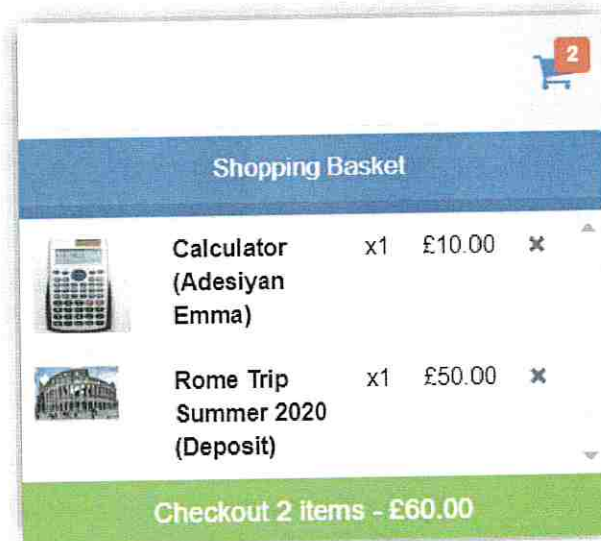 2
Shopping Basket
Calculator x1 £10.00 ×
(Adesiyan
Emma)
Rome Trip x1 £50.00 ×
Summer 2020
(Deposit)
Checkout 2 items - £60.00